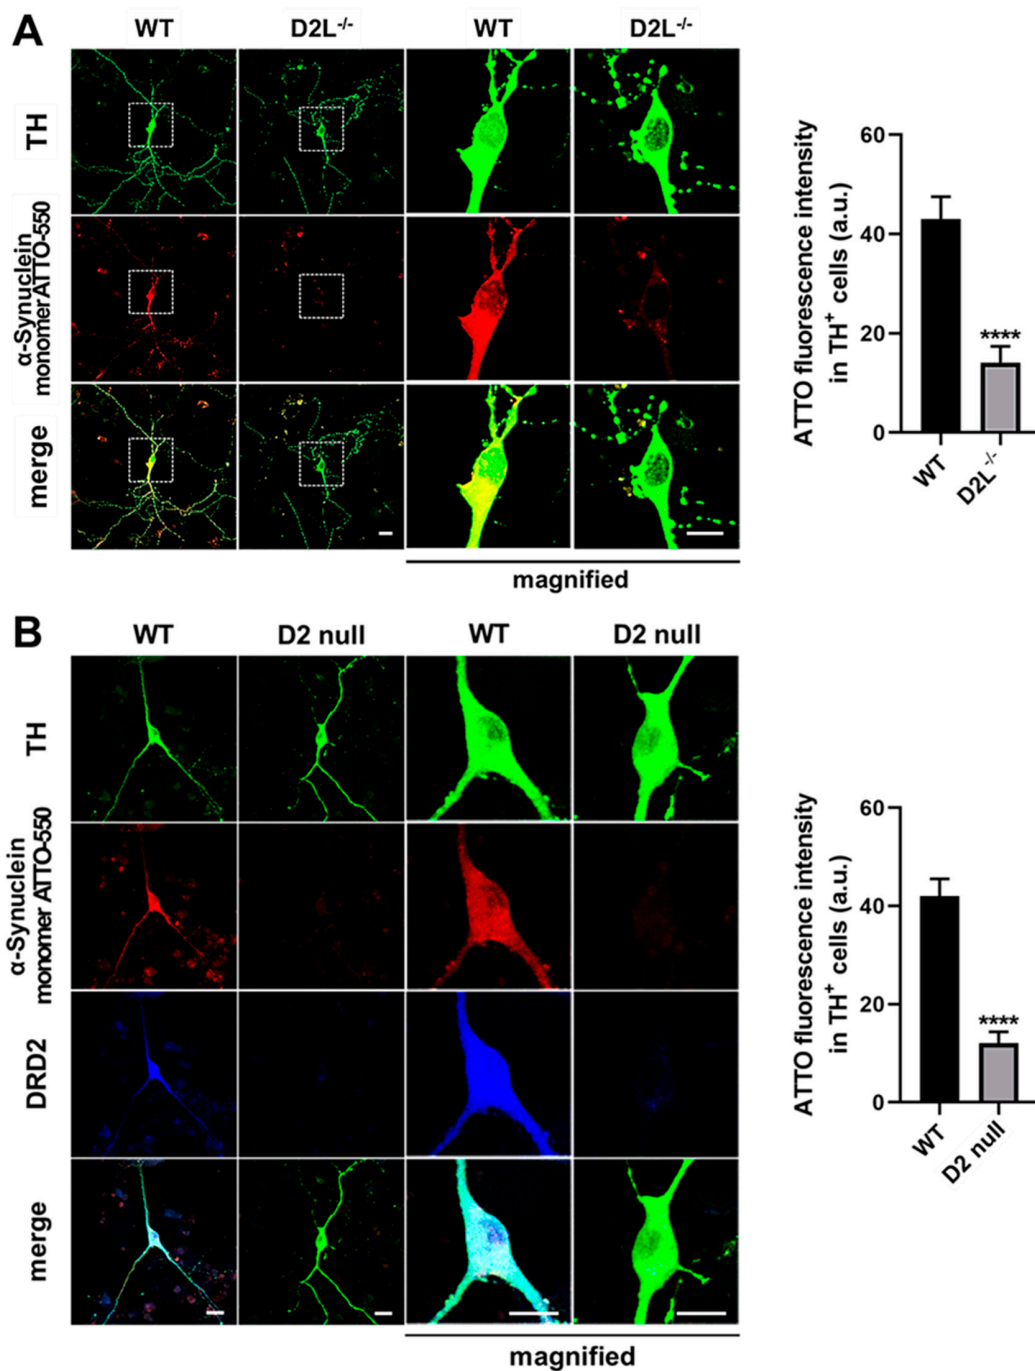 A
WT
D2L-/-
WT
D2L-/-
TH
α-Synuclein
monomer ATTO-550
merge
magnified
ATTO fluorescence intensity
in TH+ cells (a.u.)
60
40
20
0
****
WT
D2L-/-
B
WT
D2 null
WT
D2 null
TH
α-Synuclein
monomer ATTO-550
DRD2
merge
magnified
ATTO fluorescence intensity
in TH+ cells (a.u.)
60
40
20
0
****
WT
D2 null